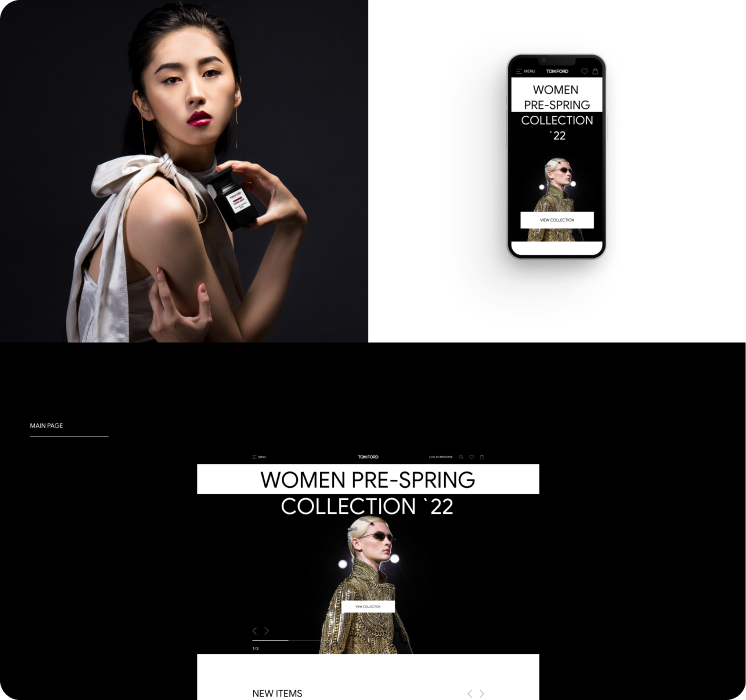 MENU
TOM FORD
WOMEN
PRE-SPRING
COLLECTION
`22
VIEW COLLECTION
MAIN PAGE
MENU
TOM FORD
WOMEN PRE-SPRING
COLLECTION `22
VIEW COLLECTION
1/3
NEW ITEMS